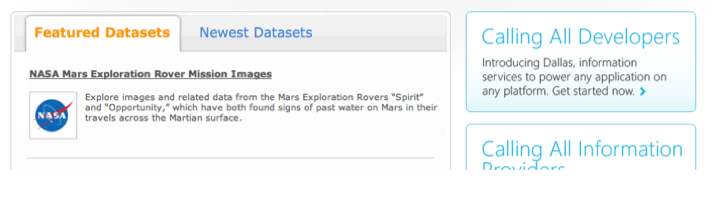 Featured Datasets
Newest Datasets
NASA Mars Exploration Rover Mission Images
NASA
Explore images and related data from the Mars Exploration Rovers "Spirit"
and "Opportunity," which have both found signs of past water on Mars in their
travels across the Martian surface.
Calling All Developers
Introducing Dallas, information
services to power any application on
any platform. Get started now.
Calling All Information
Providers